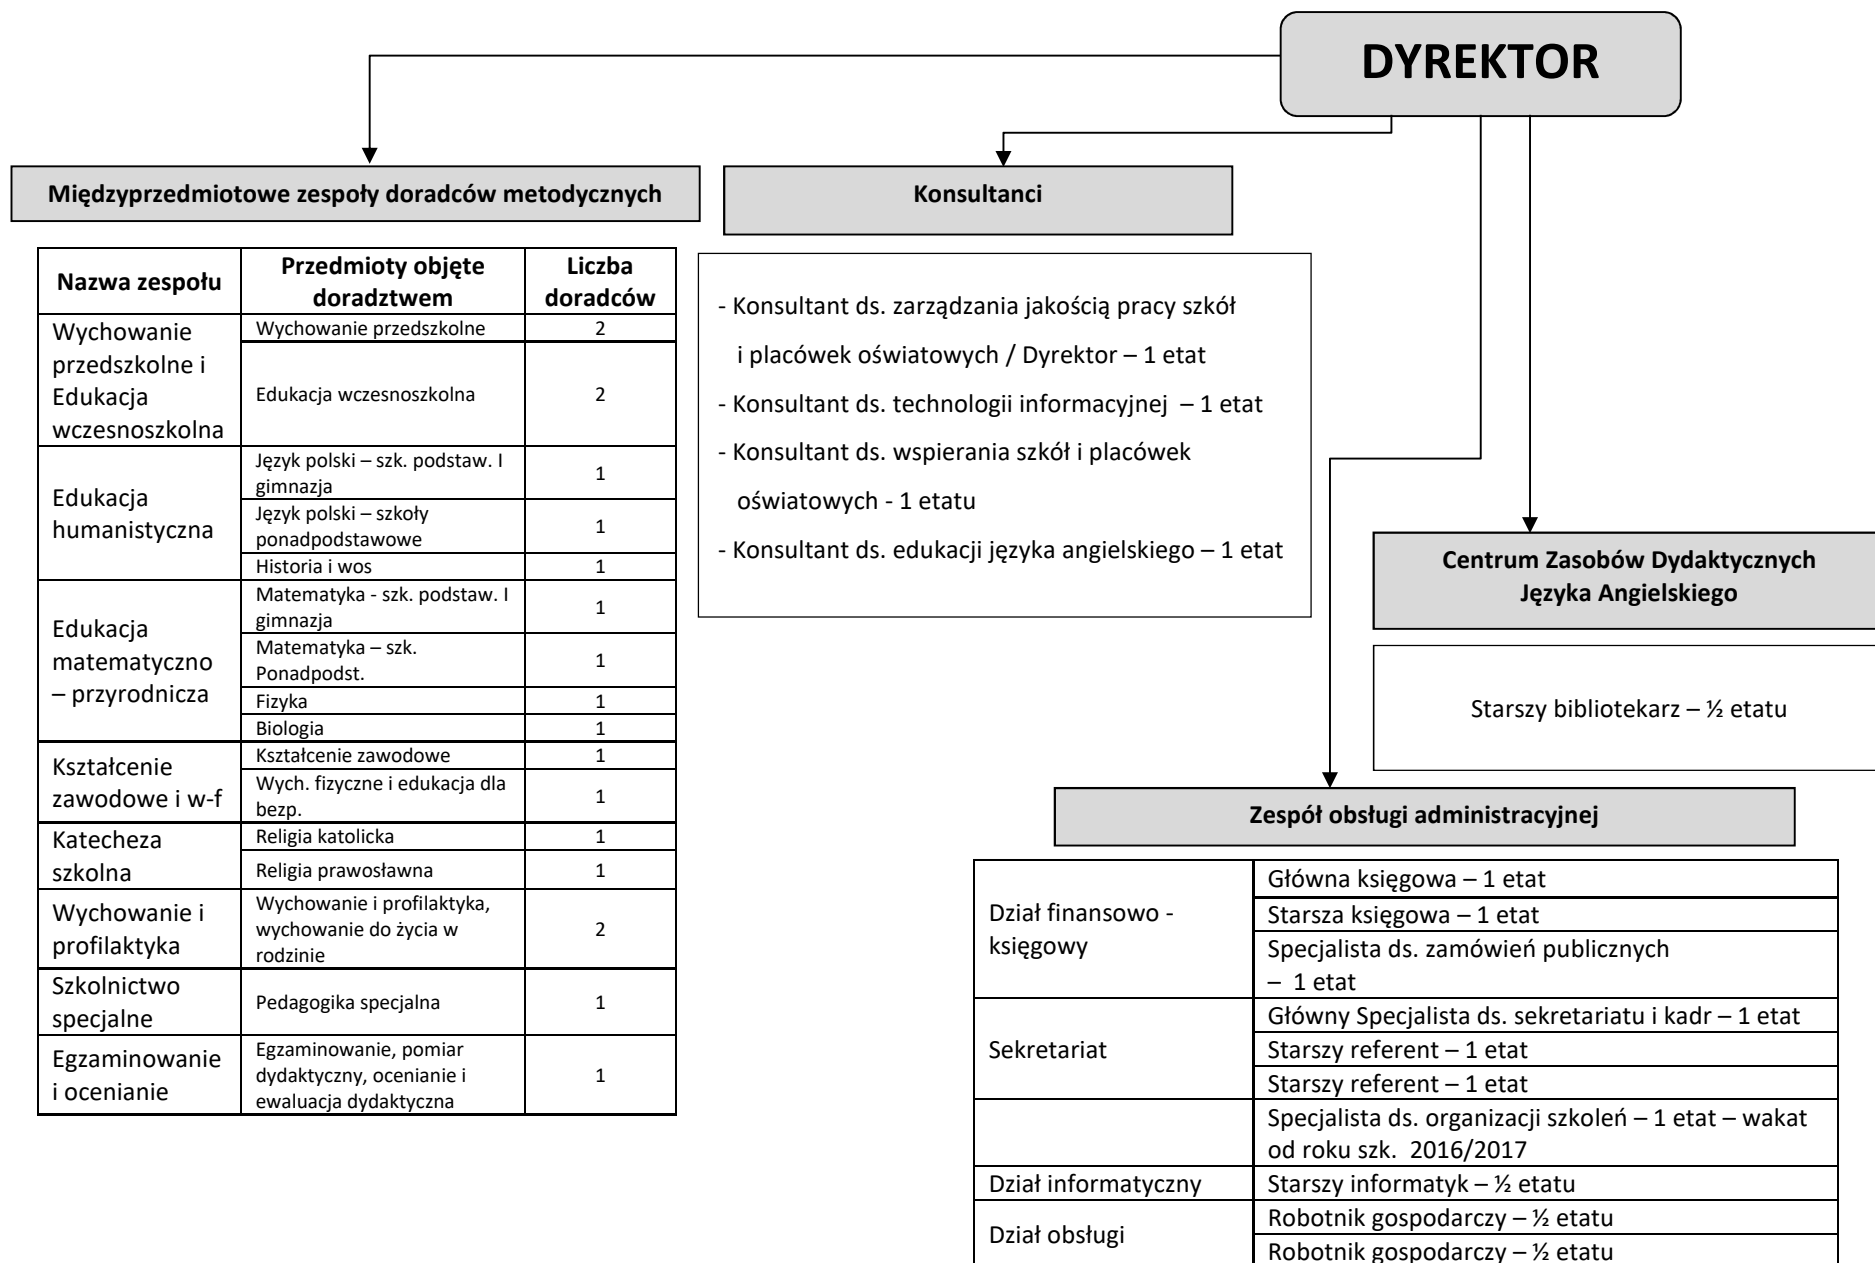 DYREKTOR
Międzyprzedmiotowe zespoły doradców metodycznych
Nazwa zespołu
Przedmioty objęte
doradztwem
Liczba
doradców
Wychowanie
przedszkolne i
Edukacja
wczesnoszkolna
Wychowanie przedszkolne
2
Edukacja wczesnoszkolna
2
Edukacja
humanistyczna
Język polski – szk. podstaw. I
gimnazja
1
Język polski – szkoły
ponadpodstawowe
1
Historia i wos
1
Edukacja
matematyczno
– przyrodnicza
Matematyka - szk. podstaw. I
gimnazja
1
Matematyka – szk.
Ponadpodst.
1
Fizyka
1
Biologia
1
Kształcenie
zawodowe i w-f
Kształcenie zawodowe
1
Wych. fizyczne i edukacja dla
bezp.
1
Katecheza
szkolna
Religia katolicka
1
Religia prawosławna
1
Wychowanie i
profilaktyka
Wychowanie i profilaktyka,
wychowanie do życia w
rodzinie
2
Szkolnictwo
specjalne
Pedagogika specjalna
1
Egzaminowanie
i ocenianie
Egzaminowanie, pomiar
dydaktyczny, ocenianie i
ewaluacja dydaktyczna
1
Konsultanci
- Konsultant ds. zarządzania jakością pracy szkół
i placówek oświatowych / Dyrektor – 1 etat
- Konsultant ds. technologii informacyjnej – 1 etat
- Konsultant ds. wspierania szkół i placówek
oświatowych - 1 etatu
- Konsultant ds. edukacji języka angielskiego – 1 etat
Centrum Zasobów Dydaktycznych
Języka Angielskiego
Starszy bibliotekarz – ½ etatu
Zespół obsługi administracyjnej
Dział finansowo -
księgowy
Główna księgowa – 1 etat
Starsza księgowa – 1 etat
Specjalista ds. zamówień publicznych
– 1 etat
Sekretariat
Główny Specjalista ds. sekretariatu i kadr – 1 etat
Starszy referent – 1 etat
Starszy referent – 1 etat
Specjalista ds. organizacji szkoleń – 1 etat – wakat
od roku szk. 2016/2017
Dział informatyczny
Starszy informatyk – ½ etatu
Dział obsługi
Robotnik gospodarczy – ½ etatu
Robotnik gospodarczy – ½ etatu